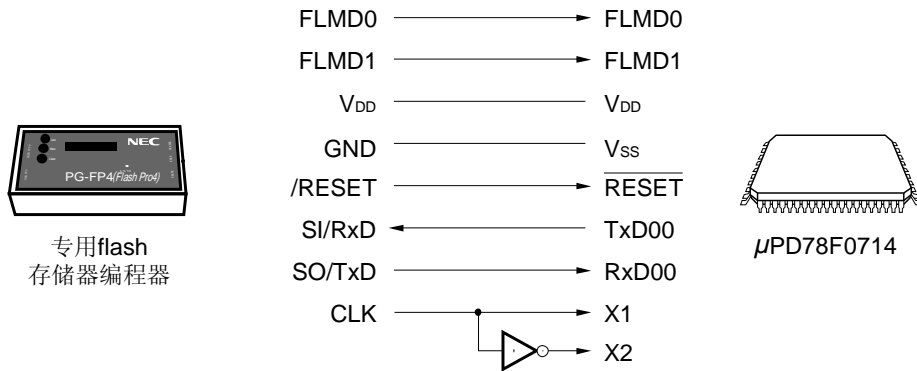 FLMD0 FLMD0
FLMD1 FLMD1
VDD VDD
GND VSS
/RESET RESET
SI/RxD TxD00
SO/TxD RxD00
CLK X1
X2
NEC
PG-FP4(Flash Pro4)
专用flash
存储器编程器
μPD78F0714